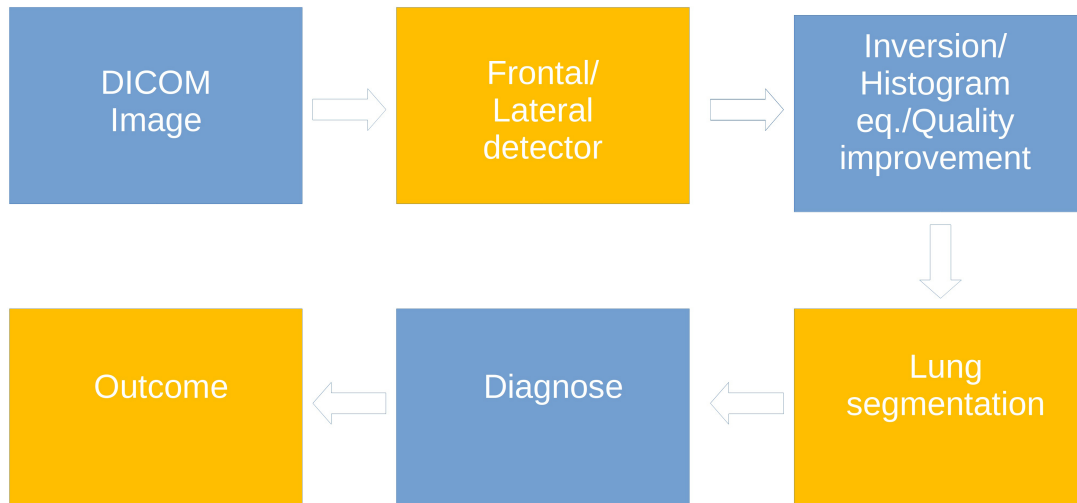 DICOM
Image
Frontal/
Lateral
detector
Inversion/
Histogram
eq./Quality
improvement
Lung
segmentation
Diagnose
Outcome